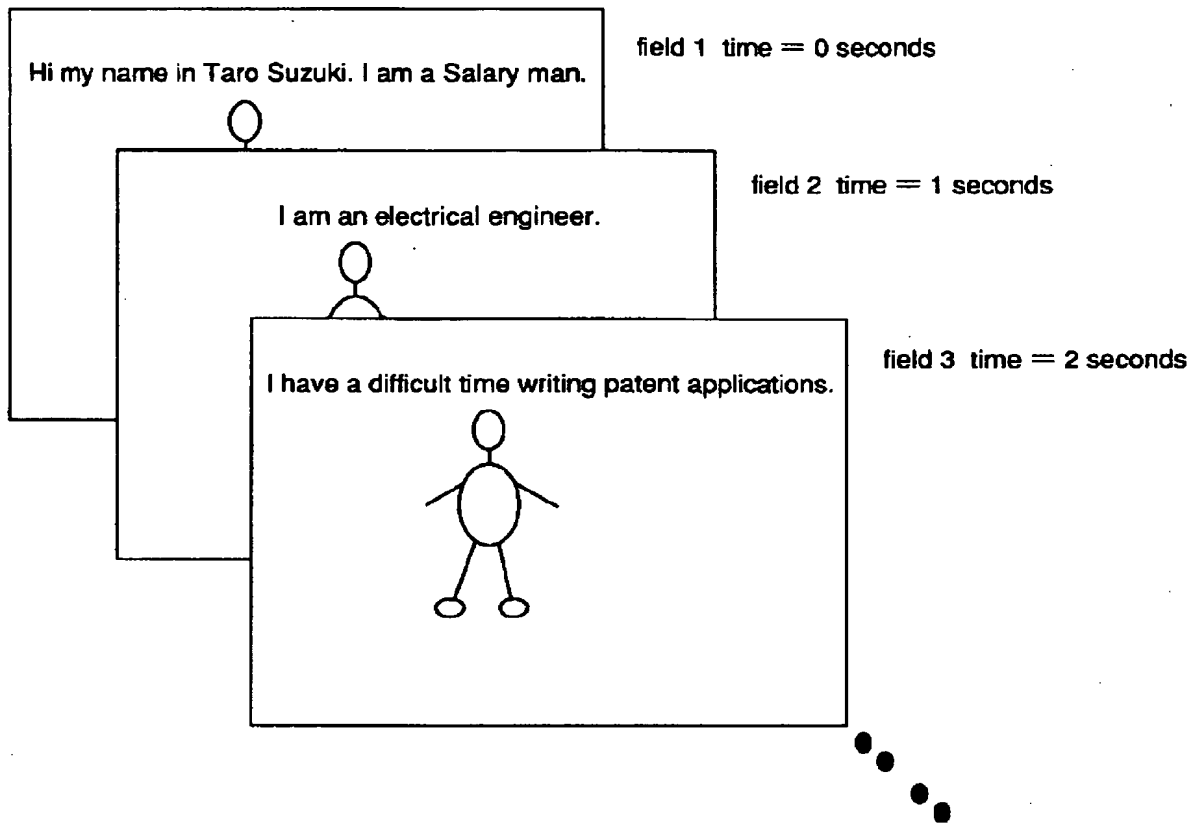 field 1 time = 0 seconds
Hi my name in Taro Suzuki. I am a Salary man.
field 2 time = 1 seconds
I am an electrical engineer.
field 3 time = 2 seconds
I have a difficult time writing patent applications.